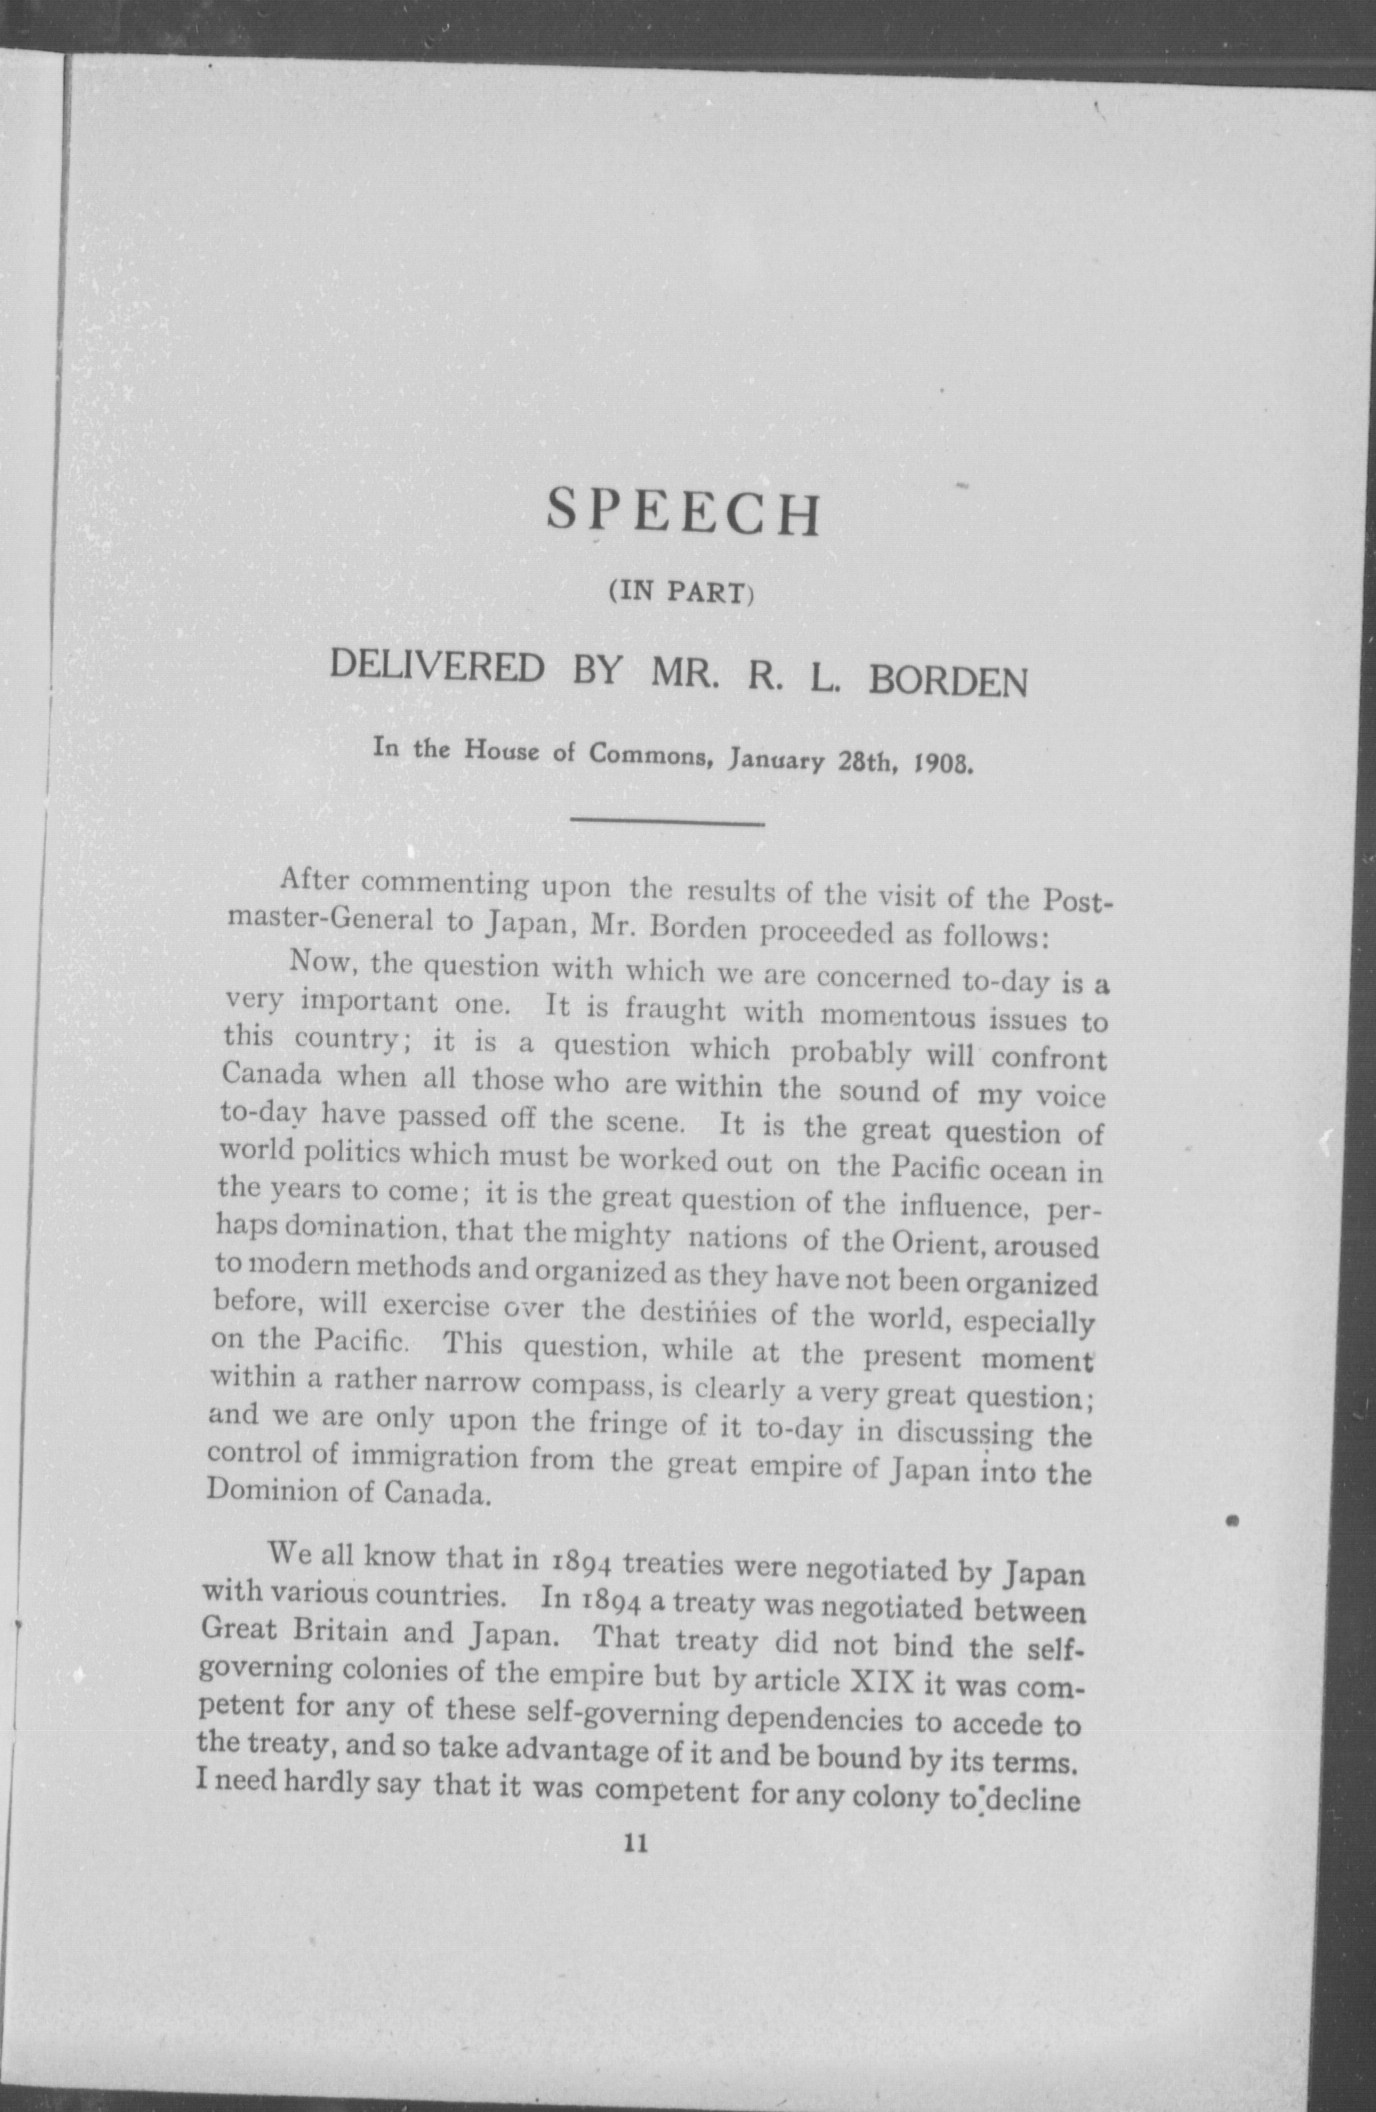 SPEECH
(IN PART)
DELIVERED BY MR. R. L. BORDEN
In the House of Commons, January 28th, 1908.
After commenting upon the results of the visit of the Post-
master-General to Japan, Mr. Borden proceeded as follows:
Now, the question with which we are concerned to-day is a
very important one. It is fraught with momentous issues to
this country; it is a question which probably will confront
Canada when all those who are within the sound of my voice
to-day have passed off the scene. It is the great question of
world politics which must be worked out on the Pacific ocean in
the years to come; it is the great question of the influence, per-
haps domination, that the mighty nations of the Orient, aroused
to modern methods and organized as they have not been organized
before, will exercise over the destinies of the world, especially
on the Pacific. This question, while at the present moment
within a rather narrow compass, is clearly a very great question;
and we are only upon the fringe of it to-day in discussing the
control of immigration from the great empire of Japan into the
Dominion of Canada.
We all know that in 1894 treaties were negotiated by Japan
with various countries. In 1894 a treaty was negotiated between
Great Britain and Japan. That treaty did not bind the self-
governing colonies of the empire but by article XIX it was com-
petent for any of these self-governing dependencies to accede to
the treaty, and so take advantage of it and be bound by its terms.
I need hardly say that it was competent for any colony to decline
11